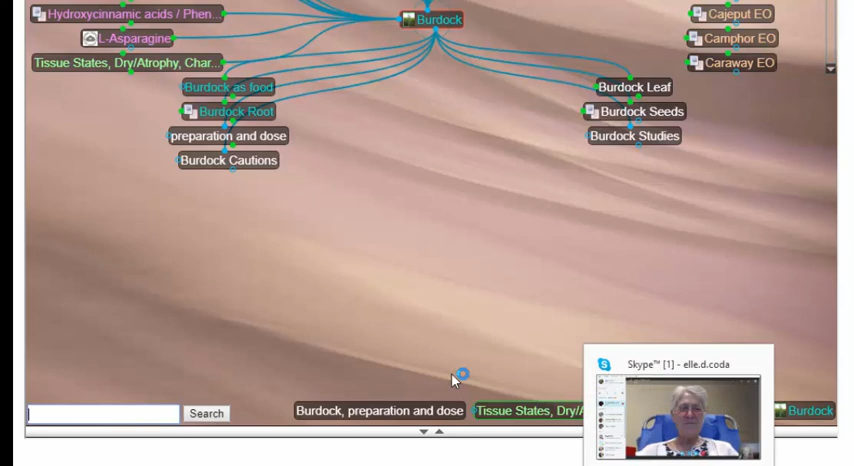 Hydroxycinnamic acids / Phen...
Burdock
Cajeput EO
L-Asparagine
Camphor EO
Tissue States, Dry/Atrophy, Char...
Caraway EO
Burdock as food
Burdock Leaf
Burdock Root
Burdock Seeds
preparation and dose
Burdock Studies
Burdock Cautions
Skype™ [1] - elle.d.coda
Search
Burdock, preparation and dose
Tissue States, Dry/A
Burdock